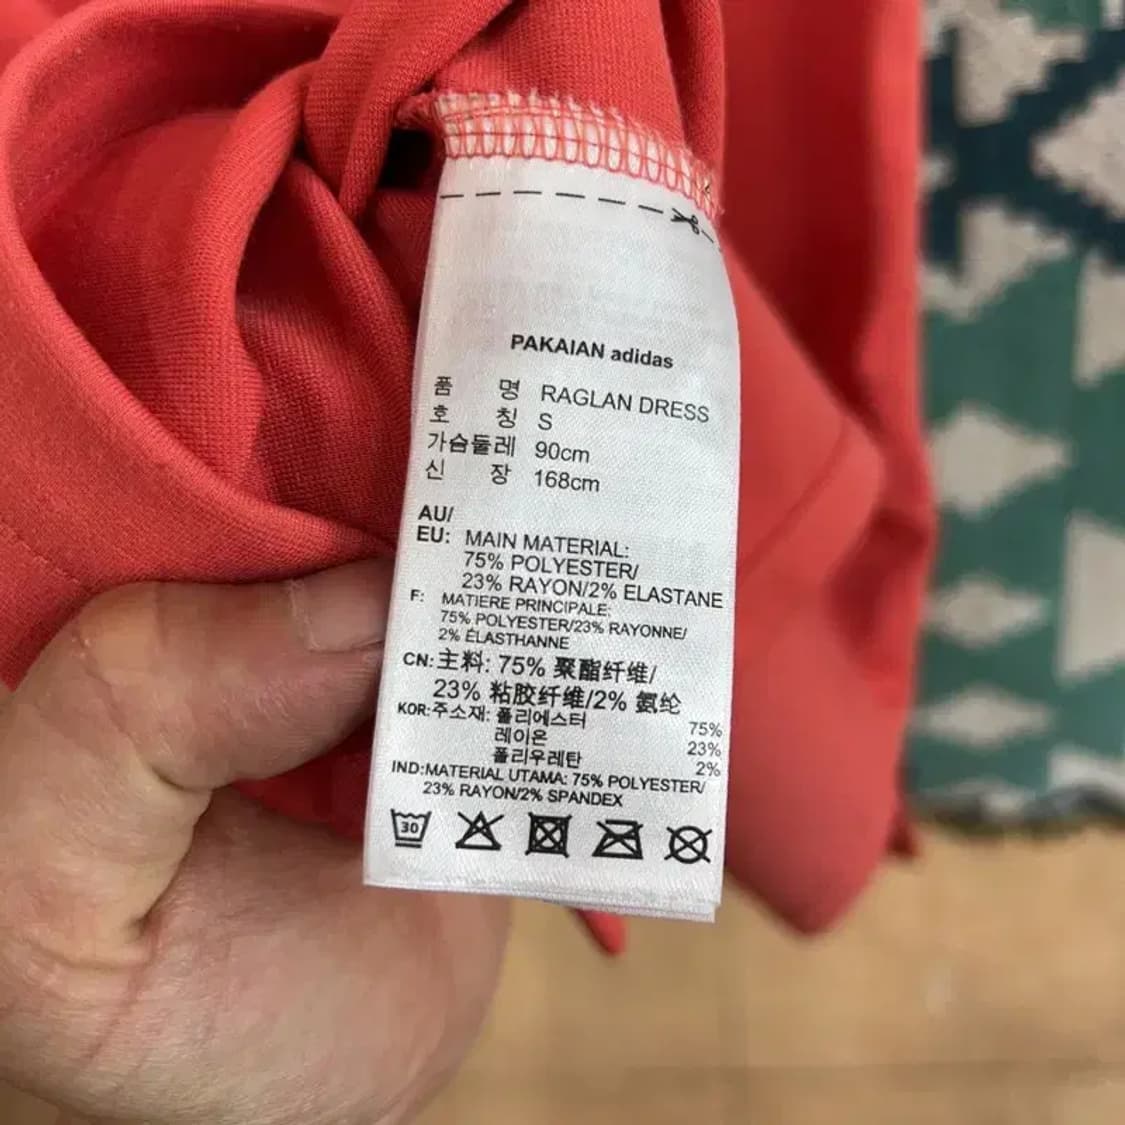 PAKAIAN adidas
품 명 RAGLAN DRESS
호 칭 S
가슴둘레 90cm
신 장 168cm
AU/
EU: MAIN MATERIAL:
75% POLYESTER/
23% RAYON/2% ELASTANE
F: MATIERE PRINCIPALE:
75% POLYESTER/23% RAYONNE/
2% ÉLASTHANNE
CN:主料: 75% 聚酯纤维/
23% 粘胶纤维/2% 氨纶
KOR:주소재: 폴리에스터 75%
레이온 23%
폴리우레탄 2%
IND:MATERIAL UTAMA: 75% POLYESTER/
23% RAYON/2% SPANDEX
30